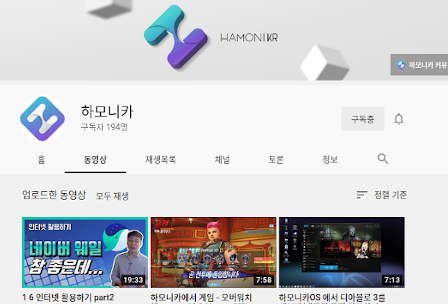 HAMONIKR
하모니카 커뮤
하모니카
구독자 194명
구독중
홈 동영상 재생목록 채널 토론 정보
업로드한 동영상 모두 재생 정렬 기준
인터넷 활용하기
네이버 웨일
참 좋은데...
19:33
7:58
7:13
1 6 인터넷 활용하기 part2
하모니카에서 게임 - 오버워치
하모니카OS 에서 디아블로 3를